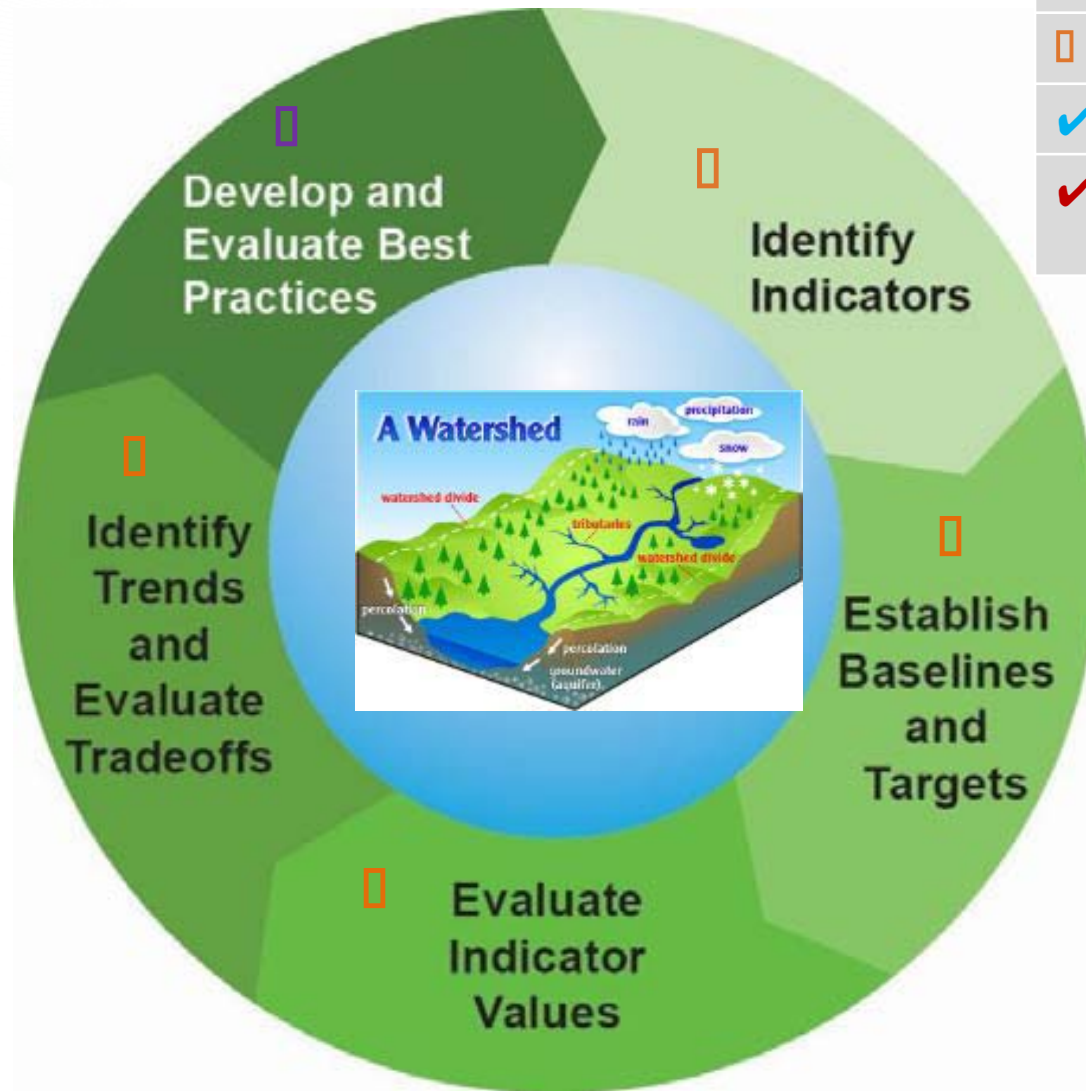 Develop and
Evaluate Best
Practices
Identify
Indicators
Establish
Baselines
and
Targets
Evaluate
Indicator
Values
Identify
Trends
and
Evaluate
Tradeoffs
A Watershed
rain
precipitation
snow
watershed divide
tributaries
watershed divide
percolation
percolation
groundwater
(aquifer)
✔
✔